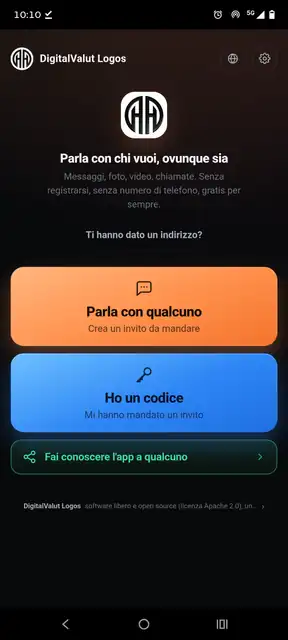 10:10
5G
DigitalValut Logos
Parla con chi vuoi, ovunque sia
Messaggi, foto, video, chiamate. Senza
registrarsi, senza numero di telefono, gratis per
sempre.
Ti hanno dato un indirizzo?
Parla con qualcuno
Crea un invito da mandare
Ho un codice
Mi hanno mandato un invito
Fai conoscere l'app a qualcuno
DigitalValut Logos software libero e open source (licenza Apache 2.0), un...